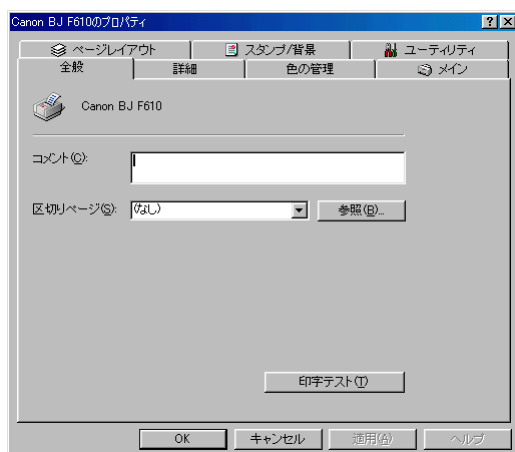 Canon BJ F610のプロパティ
ページレイアウト スタンプ/背景 ユーティリティ
全般 詳細 色の管理 メイン
Canon BJ F610
コメント(C):
区切りページ(S): (なし) 参照(B)...
印字テスト(T)
OK キャンセル 適用(A) ヘルプ